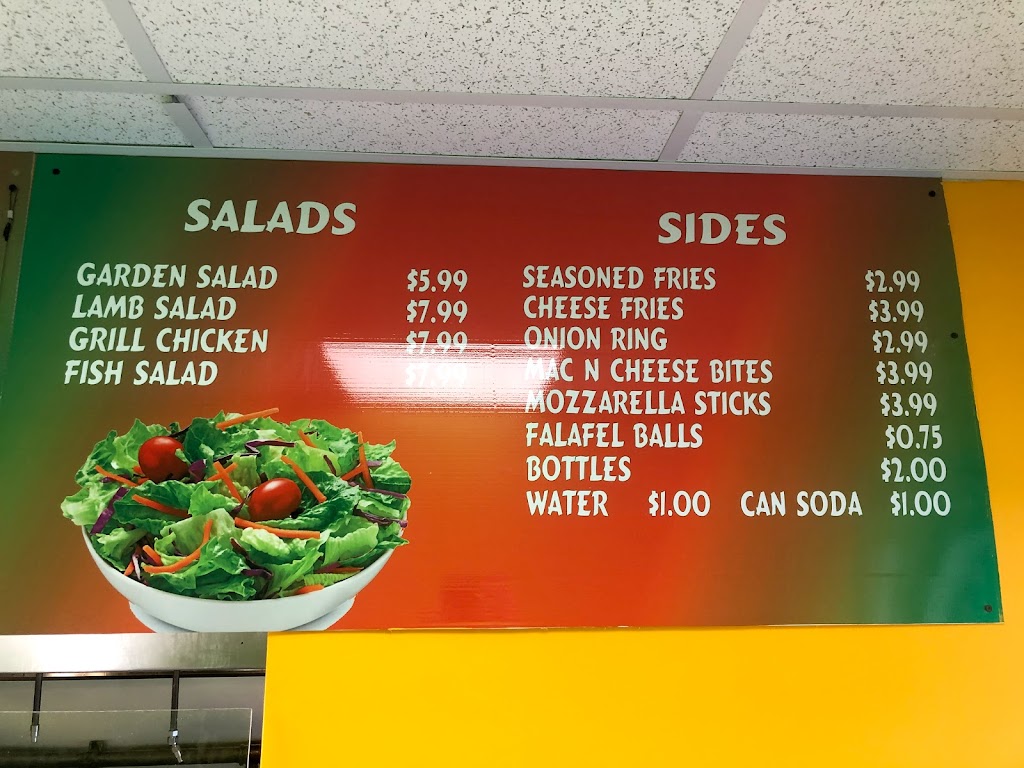 SALADS
GARDEN SALAD $5.99
LAMB SALAD $7.99
GRILL CHICKEN $7.99
FISH SALAD $7.99
SIDES
SEASONED FRIES $2.99
CHEESE FRIES $3.99
ONION RING $2.99
MAC N CHEESE BITES $3.99
MOZZARELLA STICKS $3.99
FALAFEL BALLS $0.75
BOTTLES $2.00
WATER $1.00 CAN SODA $1.00